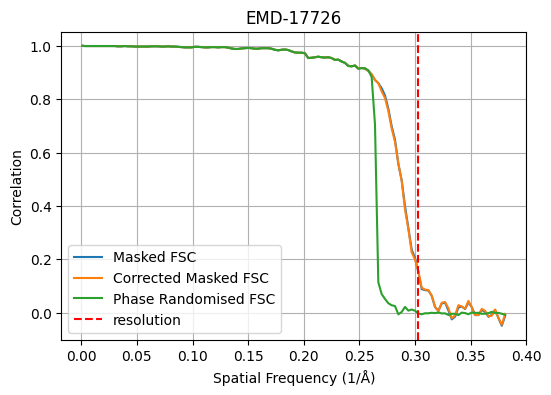 EMD-17726
Correlation
1.0
0.8
0.6
0.4
0.2
0.0
Masked FSC
Corrected Masked FSC
Phase Randomised FSC
resolution
0.00 0.05 0.10 0.15 0.20 0.25 0.30 0.35 0.40
Spatial Frequency (1/Å)